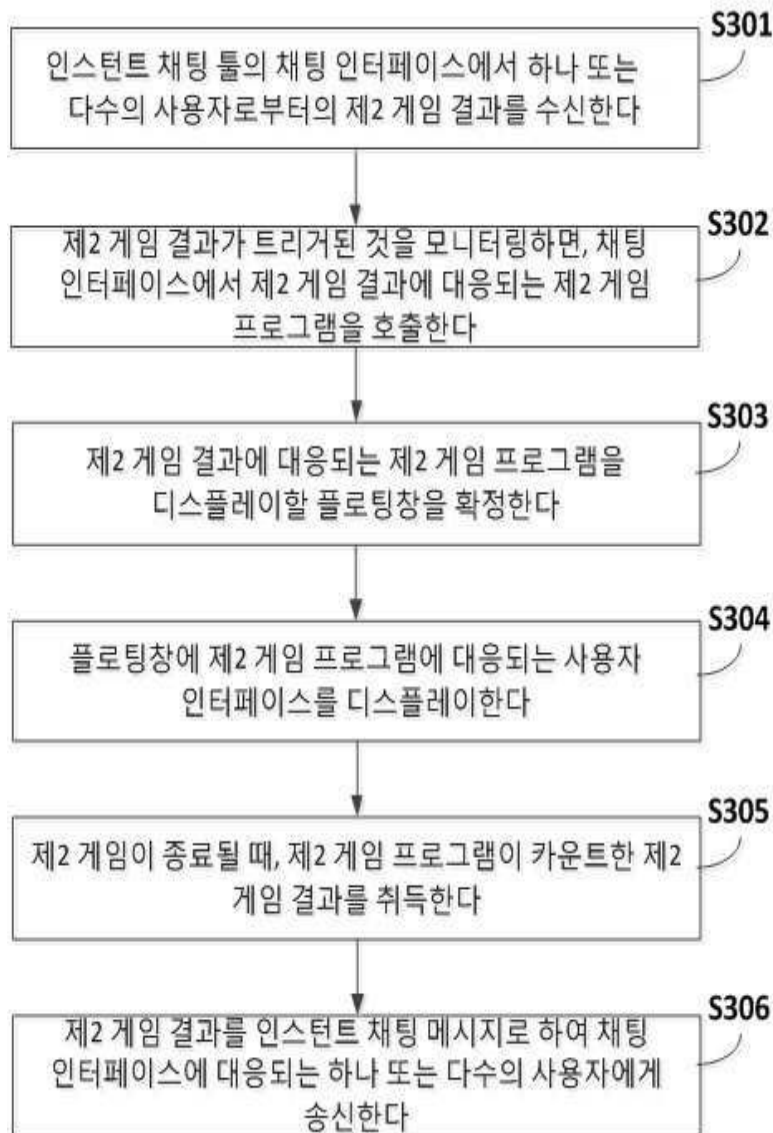 S301
인스턴트 채팅 툴의 채팅 인터페이스에서 하나 또는
다수의 사용자로부터의 제2 게임 결과를 수신한다
S302
제2 게임 결과가 트리거된 것을 모니터링하면, 채팅
인터페이스에서 제2 게임 결과에 대응되는 제2 게임
프로그램을 호출한다
S303
제2 게임 결과에 대응되는 제2 게임 프로그램을
디스플레이할 플로팅창을 확정한다
S304
플로팅창에 제2 게임 프로그램에 대응되는 사용자
인터페이스를 디스플레이한다
S305
제2 게임이 종료될 때, 제2 게임 프로그램이 카운트한 제2
게임 결과를 취득한다
S306
제2 게임 결과를 인스턴트 채팅 메시지로 하여 채팅
인터페이스에 대응되는 하나 또는 다수의 사용자에게
송신한다